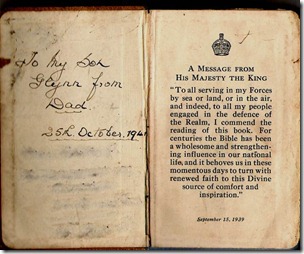 To My Son
Glynn from
Dad.
25th October. 194
A MESSAGE FROM
HIS MAJESTY THE KING
"To all serving in my Forces
by sea or land, or in the air,
and indeed, to all my people
engaged in the defence of
the Realm, I commend the
reading of this book. For
centuries the Bible has been
a wholesome and strengthen-
ing influence in our national
life, and it behoves us in these
momentous days to turn with
renewed faith to this Divine
source of comfort and
inspiration."
September 15, 1939